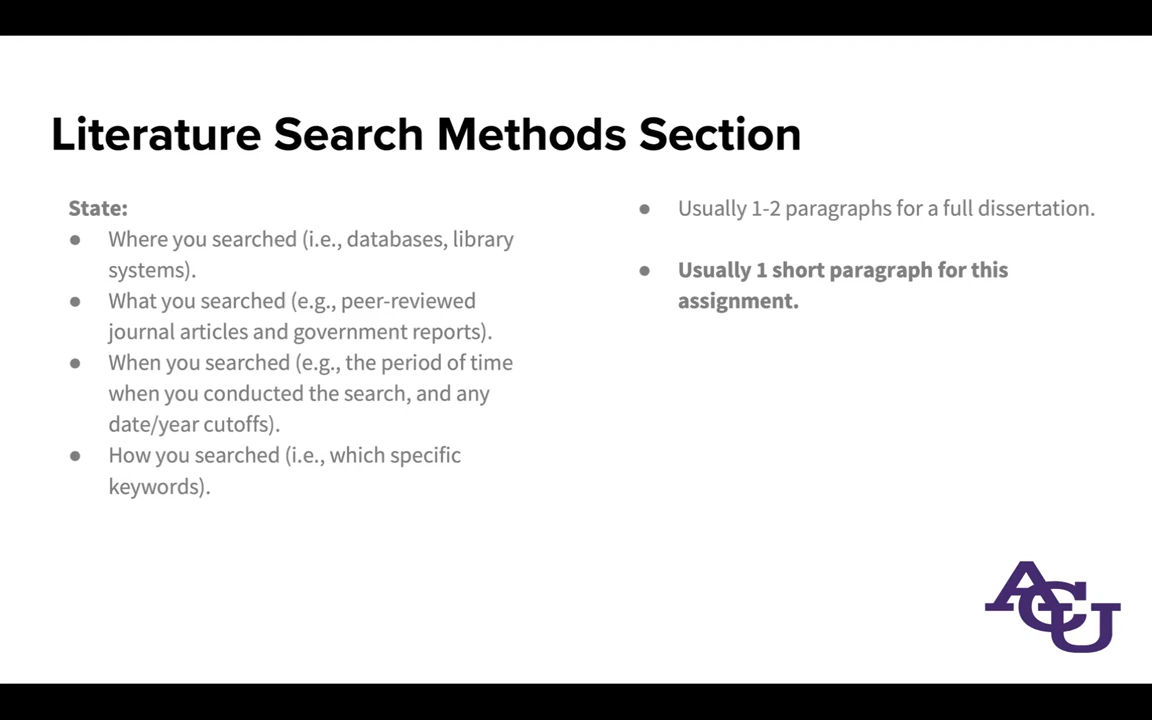 Literature Search Methods Section
State:
● Where you searched (i.e., databases, library
systems).
● What you searched (e.g., peer-reviewed
journal articles and government reports).
● When you searched (e.g., the period of time
when you conducted the search, and any
date/year cutoffs).
● How you searched (i.e., which specific
keywords).
● Usually 1-2 paragraphs for a full dissertation.
● Usually 1 short paragraph for this
assignment.
ACU